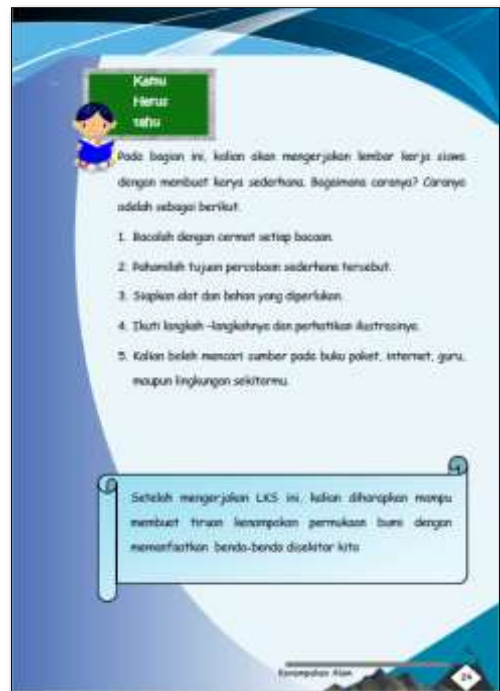 Kamu
Harus
tahu
Pada bagian ini, kalian akan mengerjakan lembar kerja siswa
dengan membuat karya sederhana. Bagaimana caranya? Caranya
adalah sebagai berikut.
1. Bacalah dengan cermat setiap bacaan.
2. Pahamilah tujuan percobaan sederhana tersebut.
3. Siapkan alat dan bahan yang diperlukan.
4. Ikuti langkah -langkahnya dan perhatikan ilustrasinya.
5. Kalian boleh mencari sumber pada buku paket, internet, guru,
maupun lingkungan sekitarmu.
Setelah mengerjakan LKS ini, kalian diharapkan mampu
membuat tiruan kenampakan permukaan bumi dengan
memanfaatkan benda-benda disekitar kita
Kenampakan Alam
24